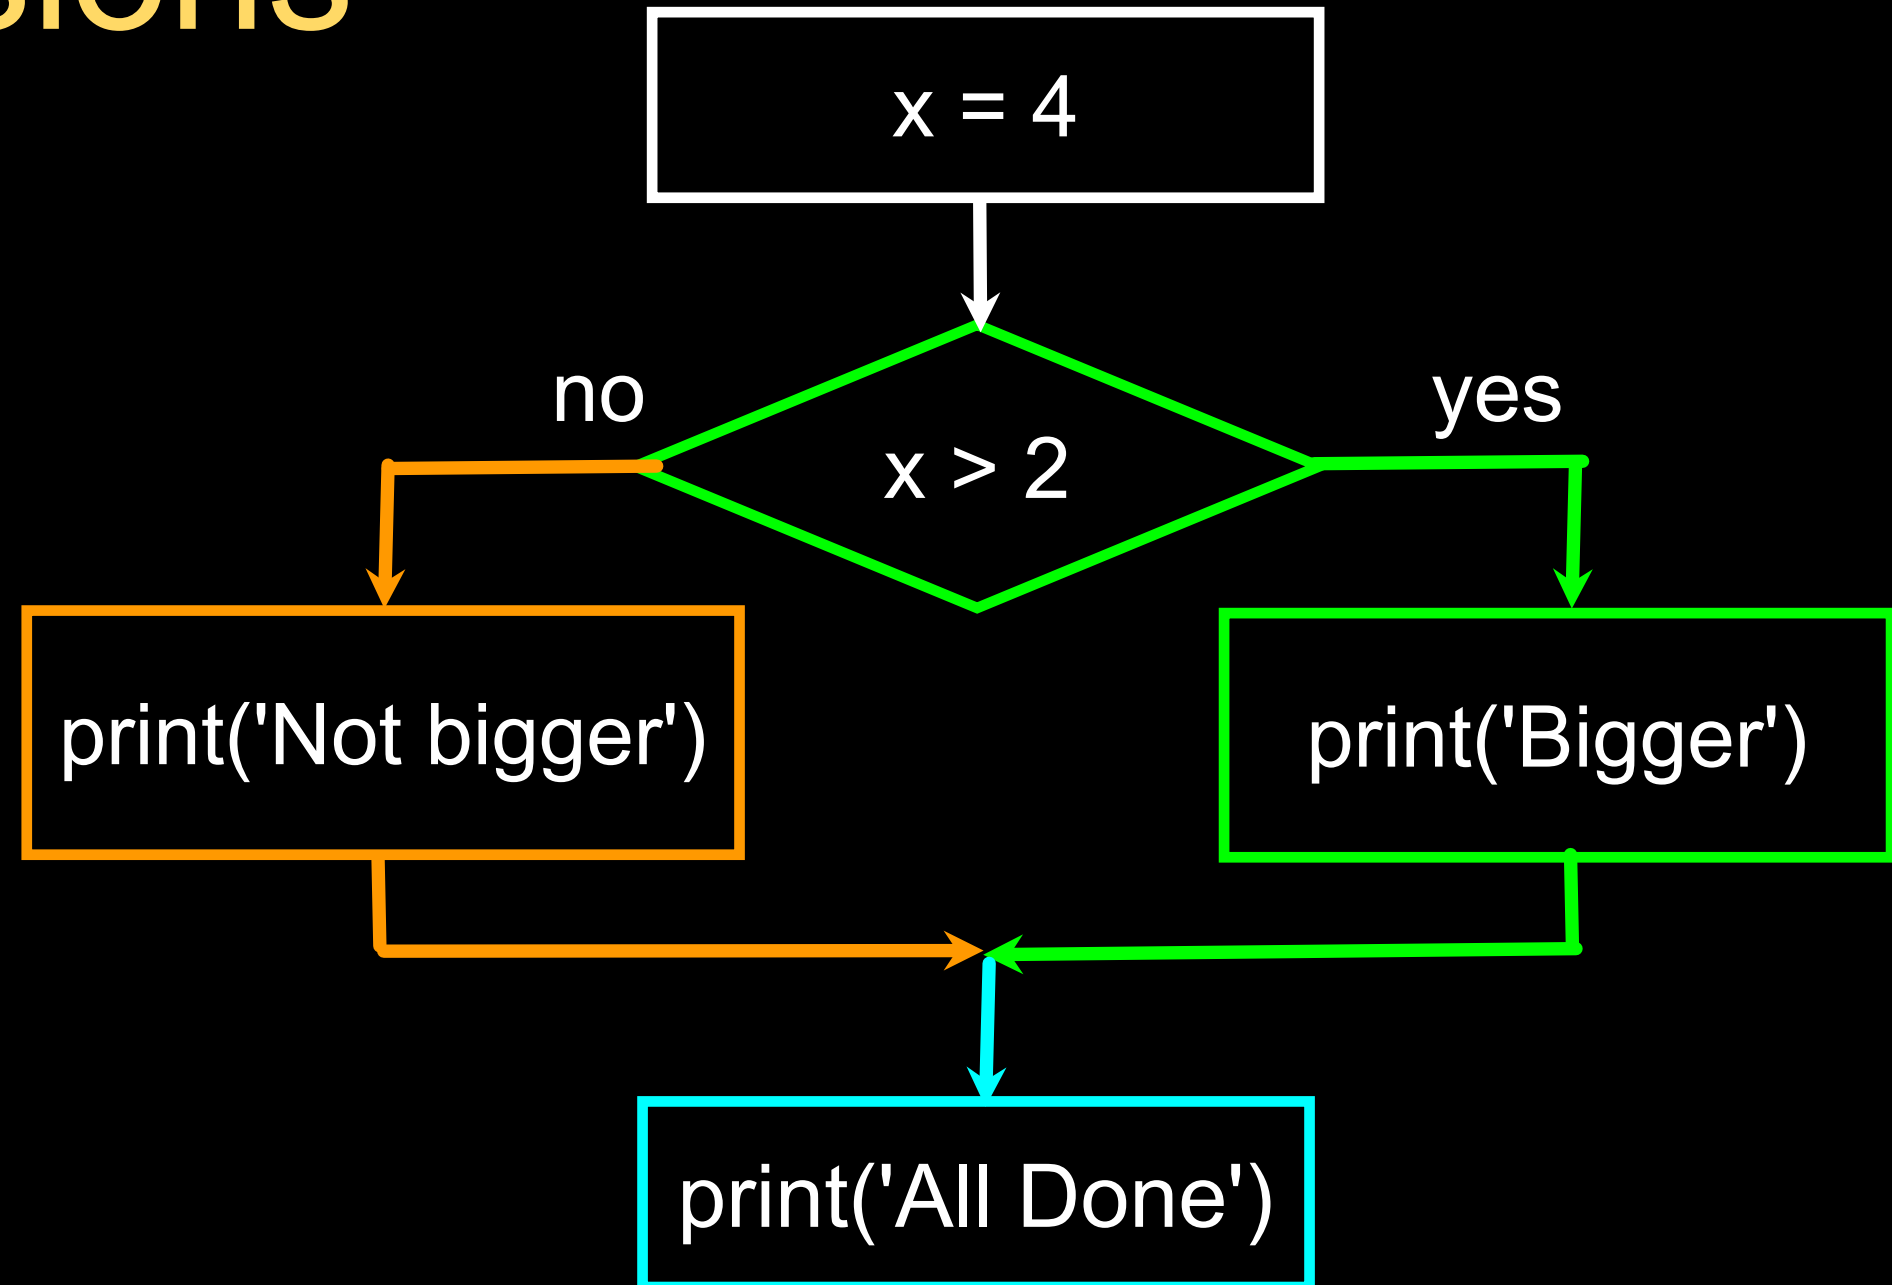 x = 4
no
yes
x > 2
print('Not bigger')
print('Bigger')
print('All Done')